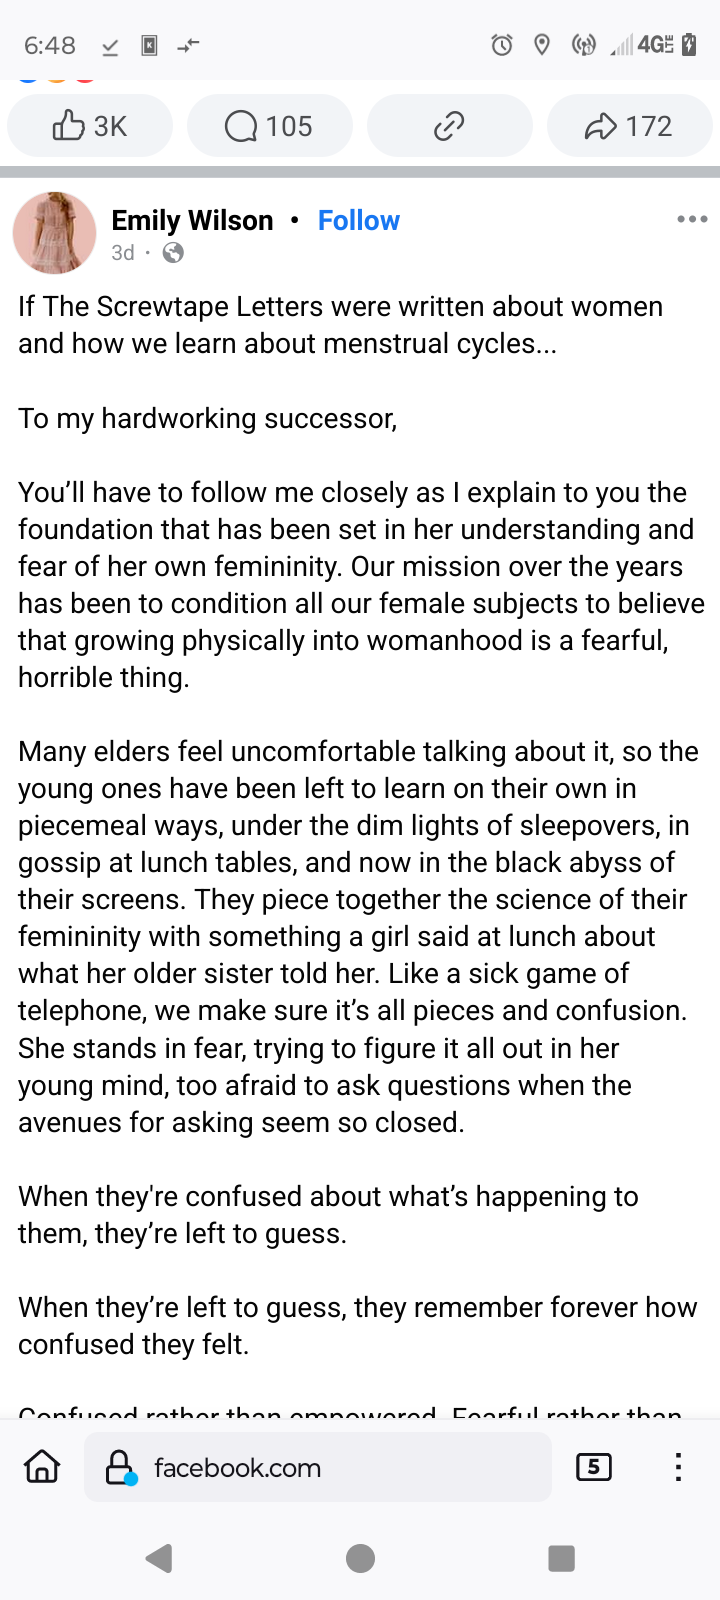 6:48
4G LTE
3K
105
172
Emily Wilson • Follow
3d ·
If The Screwtape Letters were written about women
and how we learn about menstrual cycles...
To my hardworking successor,
You’ll have to follow me closely as I explain to you the
foundation that has been set in her understanding and
fear of her own femininity. Our mission over the years
has been to condition all our female subjects to believe
that growing physically into womanhood is a fearful,
horrible thing.
Many elders feel uncomfortable talking about it, so the
young ones have been left to learn on their own in
piecemeal ways, under the dim lights of sleepovers, in
gossip at lunch tables, and now in the black abyss of
their screens. They piece together the science of their
femininity with something a girl said at lunch about
what her older sister told her. Like a sick game of
telephone, we make sure it’s all pieces and confusion.
She stands in fear, trying to figure it all out in her
young mind, too afraid to ask questions when the
avenues for asking seem so closed.
When they're confused about what’s happening to
them, they’re left to guess.
When they’re left to guess, they remember forever how
confused they felt.
Confused rather than empowered. Fearful rather than
facebook.com
5